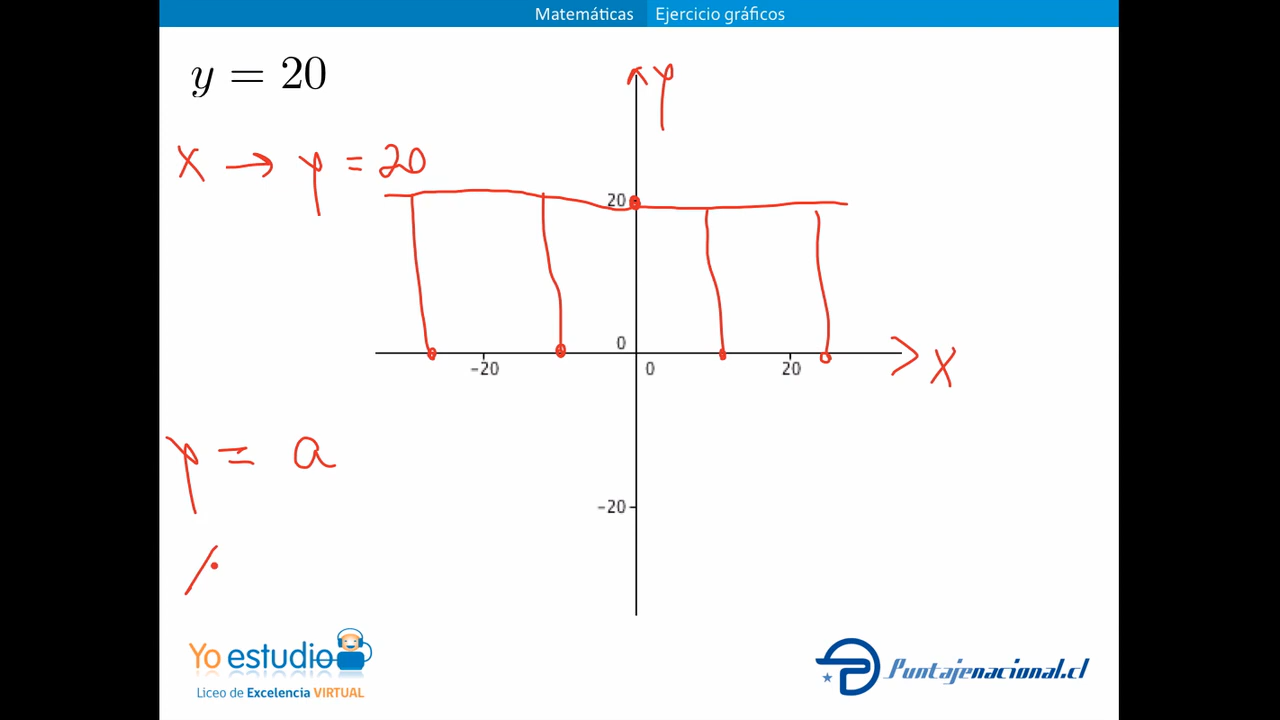 Matemáticas Ejercicio gráficos
y = 20
Y
x → y = 20
20
0
-20 0 20
X
y = a
-20
Yo estudio
Liceo de Excelencia VIRTUAL
Puntajenacional.cl